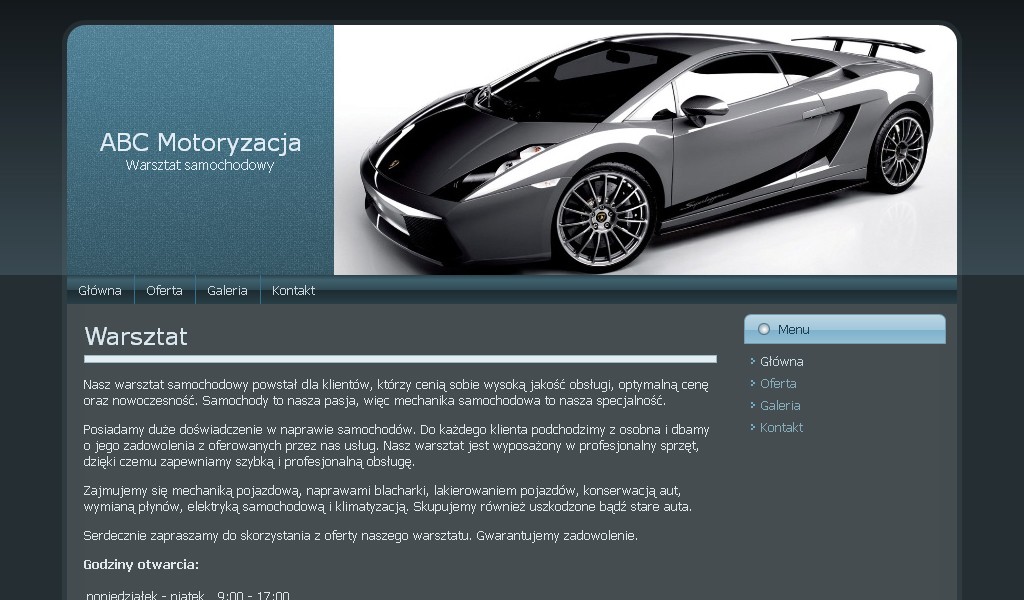 ABC Motoryzacja
Warsztat samochodowy
Główna Oferta Galeria Kontakt
Warsztat
Nasz warsztat samochodowy powstał dla klientów, którzy cenią sobie wysoką jakość obsługi, optymalną cenę
oraz nowoczesność. Samochody to nasza pasja, więc mechanika samochodowa to nasza specjalność.
Posiadamy duże doświadczenie w naprawie samochodów. Do każdego klienta podchodzimy z osobna i dbamy
o jego zadowolenia z oferowanych przez nas usług. Nasz warsztat jest wyposażony w profesjonalny sprzęt,
dzięki czemu zapewniamy szybką i profesjonalną obsługę.
Zajmujemy się mechaniką pojazdową, naprawami blacharki, lakierowaniem pojazdów, konserwacją aut,
wymianą płynów, elektryką samochodową i klimatyzacją. Skupujemy również uszkodzone bądź stare auta.
Serdecznie zapraszamy do skorzystania z oferty naszego warsztatu. Gwarantujemy zadowolenie.
Godziny otwarcia:
poniedziałek - piątek 9:00 - 17:00
Menu
Główna
Oferta
Galeria
Kontakt